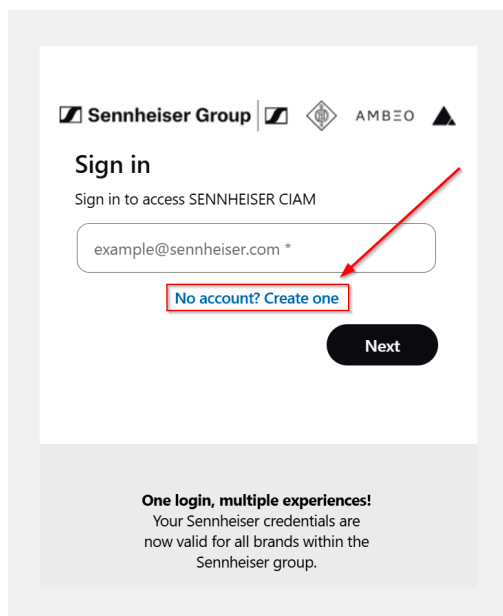 Sennheiser Group AMBEO
Sign in
Sign in to access SENNHEISER CIAM
example@sennheiser.com *
No account? Create one
Next
One login, multiple experiences!
Your Sennheiser credentials are
now valid for all brands within the
Sennheiser group.